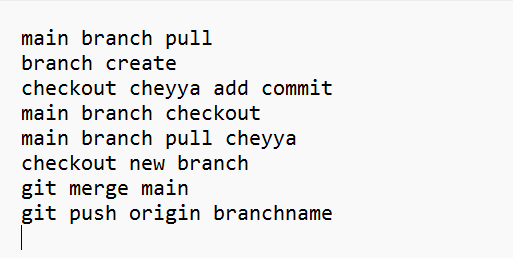 main branch pull
branch create
checkout cheyya add commit
main branch checkout
main branch pull cheyya
checkout new branch
git merge main
git push origin branchname